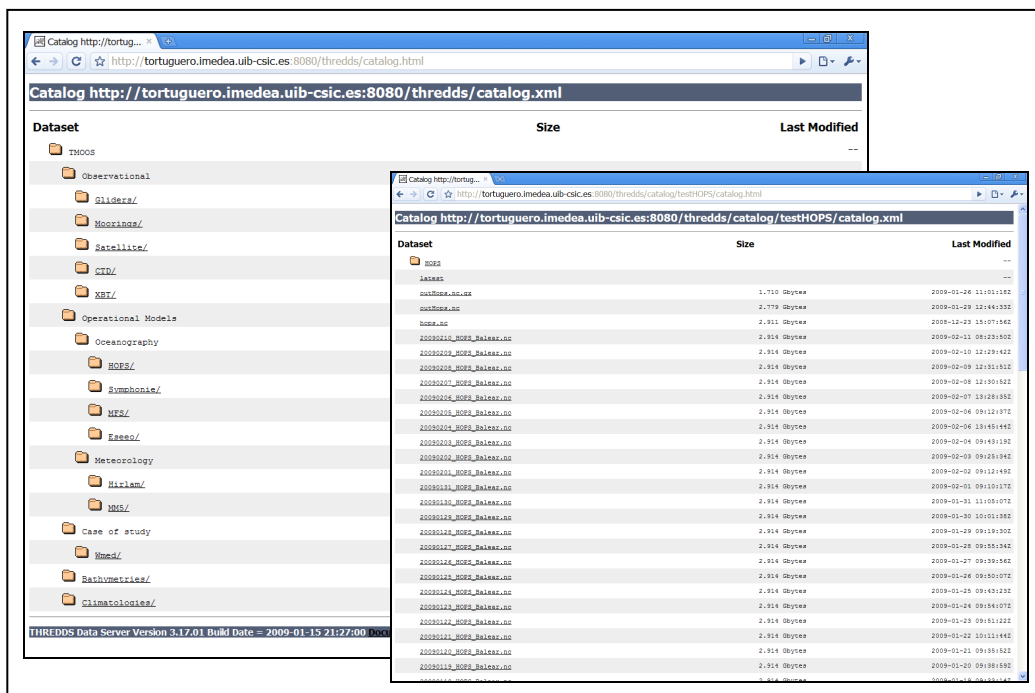 Catalog http://tortug...
http://tortuguero.imedea.uib-csic.es:8080/thredds/catalog.html
Catalog http://tortuguero.imedea.uib-csic.es:8080/thredds/catalog.xml
Dataset Size Last Modified
TMOOS --
Observational
Gliders/
Moorings/
Satellite/
CTD/
XBT/
Operational Models
Oceanography
HOPS/
Symphonie/
MFS/
Eseeo/
Meteorology
Hirlam/
MM5/
Case of study
Wmed/
Bathymetries/
Climatologies/
THREDDS Data Server Version 3.17.01 Build Date = 2009-01-15 21:27:00 Docu
Catalog http://tortug...
http://tortuguero.imedea.uib-csic.es:8080/thredds/catalog/testHOPS/catalog.html
Catalog http://tortuguero.imedea.uib-csic.es:8080/thredds/catalog/testHOPS/catalog.xml
Dataset Size Last Modified
HOPS --
latest --
outHops.nc.gz 1.710 Gbytes 2009-01-26 11:01:18Z
outHops.nc 2.779 Gbytes 2009-01-29 12:44:33Z
hops.nc 2.911 Gbytes 2008-12-23 15:07:56Z
20090210_HOPS_Balear.nc 2.914 Gbytes 2009-02-11 08:23:50Z
20090209_HOPS_Balear.nc 2.914 Gbytes 2009-02-10 12:29:42Z
20090208_HOPS_Balear.nc 2.914 Gbytes 2009-02-09 12:31:51Z
20090207_HOPS_Balear.nc 2.914 Gbytes 2009-02-08 12:30:52Z
20090206_HOPS_Balear.nc 2.914 Gbytes 2009-02-07 13:28:35Z
20090205_HOPS_Balear.nc 2.914 Gbytes 2009-02-06 09:12:37Z
20090204_HOPS_Balear.nc 2.914 Gbytes 2009-02-06 13:45:44Z
20090203_HOPS_Balear.nc 2.914 Gbytes 2009-02-04 09:43:19Z
20090202_HOPS_Balear.nc 2.914 Gbytes 2009-02-03 09:25:34Z
20090201_HOPS_Balear.nc 2.914 Gbytes 2009-02-02 09:12:49Z
20090131_HOPS_Balear.nc 2.914 Gbytes 2009-02-01 09:10:17Z
20090130_HOPS_Balear.nc 2.914 Gbytes 2009-01-31 11:05:07Z
20090129_HOPS_Balear.nc 2.914 Gbytes 2009-01-30 10:01:38Z
20090128_HOPS_Balear.nc 2.914 Gbytes 2009-01-29 09:19:30Z
20090127_HOPS_Balear.nc 2.914 Gbytes 2009-01-28 09:55:34Z
20090126_HOPS_Balear.nc 2.914 Gbytes 2009-01-27 09:39:56Z
20090125_HOPS_Balear.nc 2.914 Gbytes 2009-01-26 09:50:07Z
20090124_HOPS_Balear.nc 2.914 Gbytes 2009-01-25 09:43:23Z
20090123_HOPS_Balear.nc 2.914 Gbytes 2009-01-24 09:54:07Z
20090122_HOPS_Balear.nc 2.914 Gbytes 2009-01-23 09:51:22Z
20090121_HOPS_Balear.nc 2.914 Gbytes 2009-01-22 10:11:44Z
20090120_HOPS_Balear.nc 2.914 Gbytes 2009-01-21 09:35:52Z
20090119_HOPS_Balear.nc 2.914 Gbytes 2009-01-20 09:38:59Z